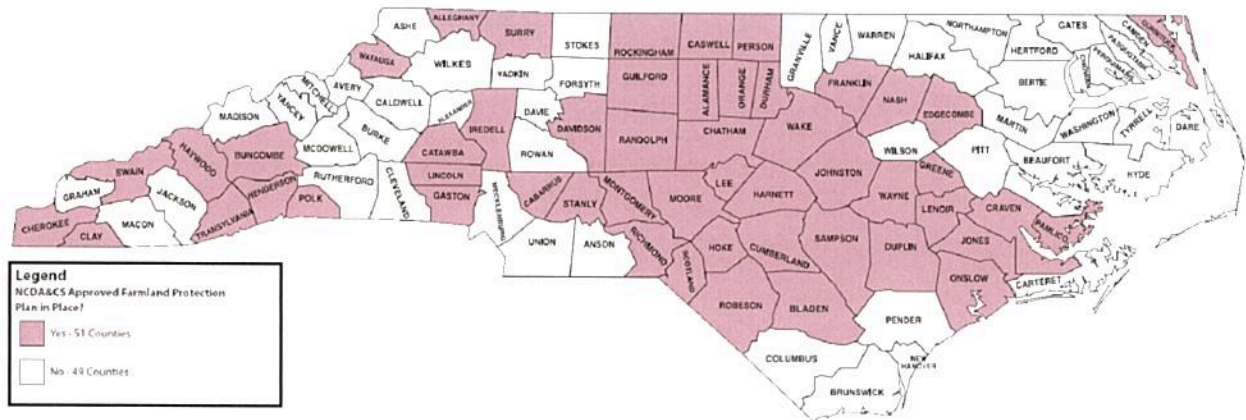 ASHE
ALLEGHANY
SURRY
STOKES
ROCKINGHAM
CASWELL
PERSON
GRANVILLE
VANCE
WARREN
NORTHAMPTON
GATES
CAMDEN
CURRITUCK
PASQUOTANK
PERQUIMANS
CHOWAN
HERTFORD
HALIFAX
BERTIE
WATAUGA
WILKES
YADKIN
FORSYTH
GUILFORD
ALAMANCE
ORANGE
DURHAM
FRANKLIN
NASH
EDGECOMBE
MARTIN
WASHINGTON
TYRRELL
DARE
MITCHELL
AVERY
YANCEY
MADISON
CALDWELL
ALEXANDER
IREDELL
DAVIE
DAVIDSON
RANDOLPH
CHATHAM
WAKE
WILSON
PITT
BEAUFORT
HYDE
BURKE
MCDOWELL
BUNCOMBE
HAYWOOD
SWAIN
GRAHAM
JACKSON
CHEROKEE
CLAY
MACON
TRANSYLVANIA
HENDERSON
POLK
RUTHERFORD
CLEVELAND
CATAWBA
LINCOLN
GASTON
ROWAN
MECKLENBURG
CABARRUS
STANLY
MONTGOMERY
MOORE
LEE
HARNETT
JOHNSTON
WAYNE
GREENE
LENOIR
CRAVEN
PAMLICO
JONES
UNION
ANSON
RICHMOND
SCOTLAND
HOKE
CUMBERLAND
SAMPSON
DUPLIN
ONSLOW
CARTERET
ROBESON
BLADEN
PENDER
COLUMBUS
NEW
HANOVER
BRUNSWICK
Legend
NCDA&CS Approved Farmland Protection
Plan in Place?
Yes - 51 Counties
No - 49 Counties